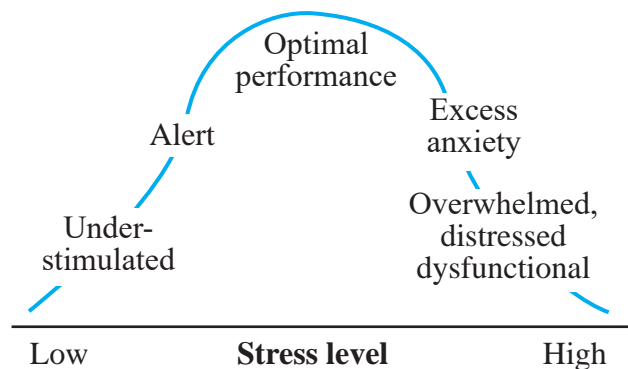 Optimal
performance
Alert
Excess
anxiety
Under-
stimulated
Overwhelmed,
distressed
dysfunctional
Low
Stress level
High